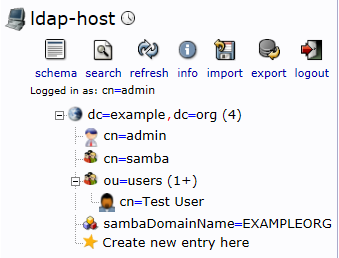 ldap-host
schema search refresh info import export logout
Logged in as: cn=admin
dc=example,dc=org (4)
cn=admin
cn=samba
ou=users (1+)
cn=Test User
sambaDomainName=EXAMPLEORG
Create new entry here